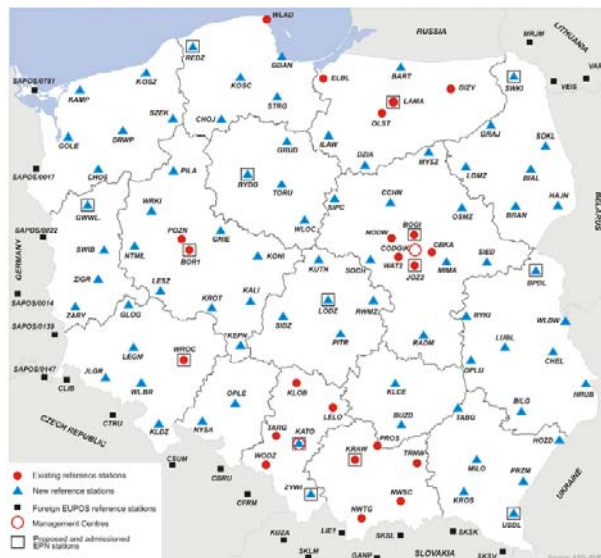 WLAD
RUSSIA
LITHUANIA
MRJM
REDZ
VEIS
SAPOS/0781
KOSZ
KOSC
GDAN
ELBL
BART
GIZY
SWKI
KAMP
STRG
LAMA
SZEK
CHOJ
OLST
DRWP
ILAW
GRAJ
SOKL
GOLE
GRUD
MYSZ
DZIA
SAPOS/0017
CHOS
PILA
BYDG
LOMZ
BIAL
TORU
SIPC
CCHN
HAJN
GWWL
WRKI
OSMZ
BRAN
BELARUS
WLOC
BOGI
SAPOS/0022
POZN
GNIE
NODW
CODGIK
CBKA
GERMANY
SWIB
NTML
BOR1
KONI
KUTN
SOCH
WAT3
JOZ2
MIMA
SIED
BPDL
ZIGR
LESZ
KALI
LODZ
SAPOS/0014
ZARY
GLOG
KROT
SIDZ
RWMZ
RYKI
WLDW
SAPOS/0139
KEPN
PITR
RADM
LUBL
LEGN
WROC
CHEL
OPLU
SAPOS/0147
JLGR
CLIB
WLBR
OPLE
KLOB
KLCE
HRUB
CTRU
LELO
BUZD
TABG
BILG
CZECH REPUBLIC
KLDZ
NYSA
TARG
KATO
PROS
HOZD
WODZ
KRAW
TRNW
CSUM
MILO
PRZM
UKRAINE
Existing reference stations
CBRU
ZYWI
New reference stations
NWSC
KROS
CFRM
Foreign EUPOS reference stations
NWTG
USDL
Management Centres
KUZA
LIE1
SKSL
SKSK
Proposed and admissioned
EPN stations
SKLM
GANP
SLOVAKIA
SKSV